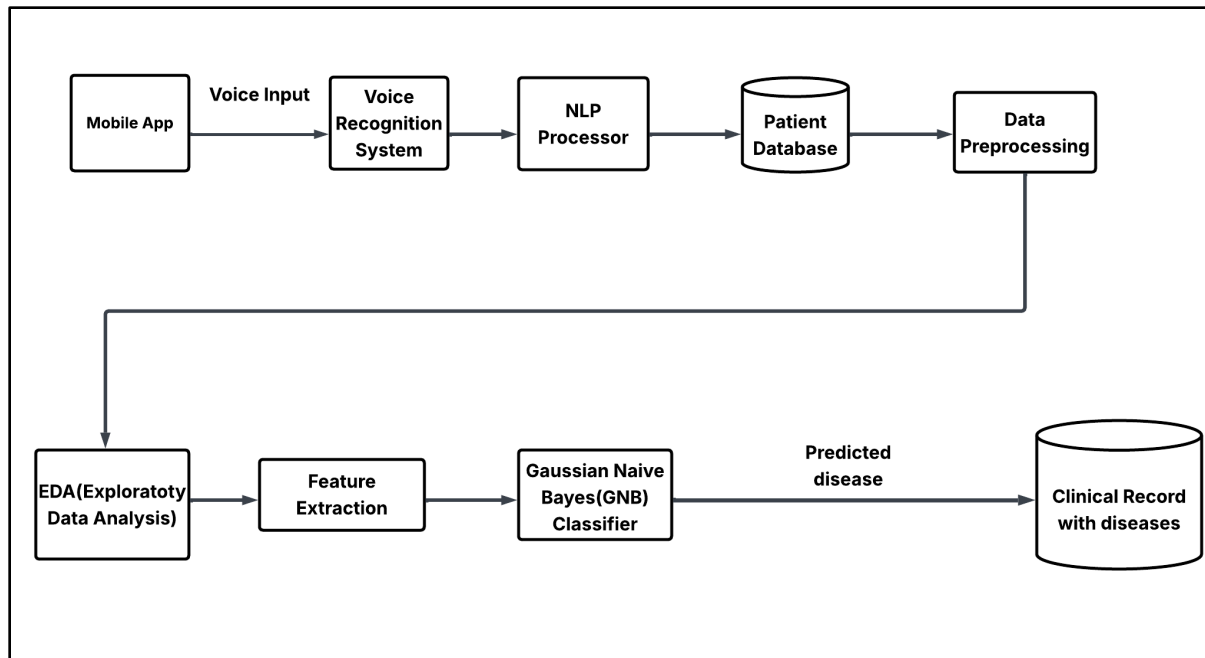 Mobile App
Voice Input
Voice
Recognition
System
NLP
Processor
Patient
Database
Data
Preprocessing
EDA(Exploratoty
Data Analysis)
Feature
Extraction
Gaussian Naive
Bayes(GNB)
Classifier
Predicted
disease
Clinical Record
with diseases